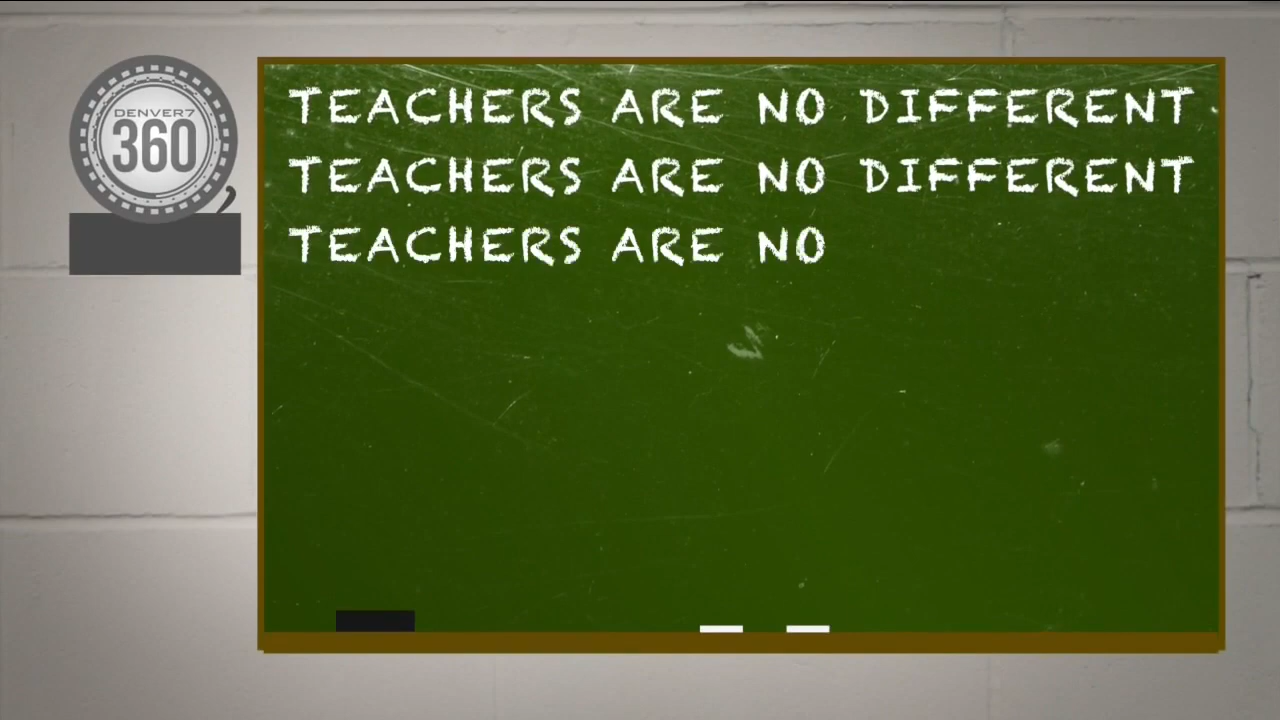 DENVER7
360
TEACHERS ARE NO DIFFERENT
TEACHERS ARE NO DIFFERENT
TEACHERS ARE NO